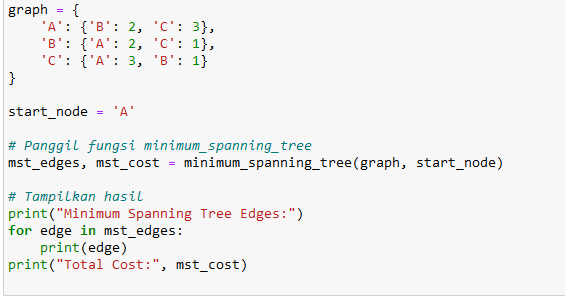 graph = {
    'A': {'B': 2, 'C': 3},
    'B': {'A': 2, 'C': 1},
    'C': {'A': 3, 'B': 1}
}
start_node = 'A'
# Panggil fungsi minimum_spanning_tree
mst_edges, mst_cost = minimum_spanning_tree(graph, start_node)
# Tampilkan hasil
print("Minimum Spanning Tree Edges:")
for edge in mst_edges:
    print(edge)
print("Total Cost:", mst_cost)